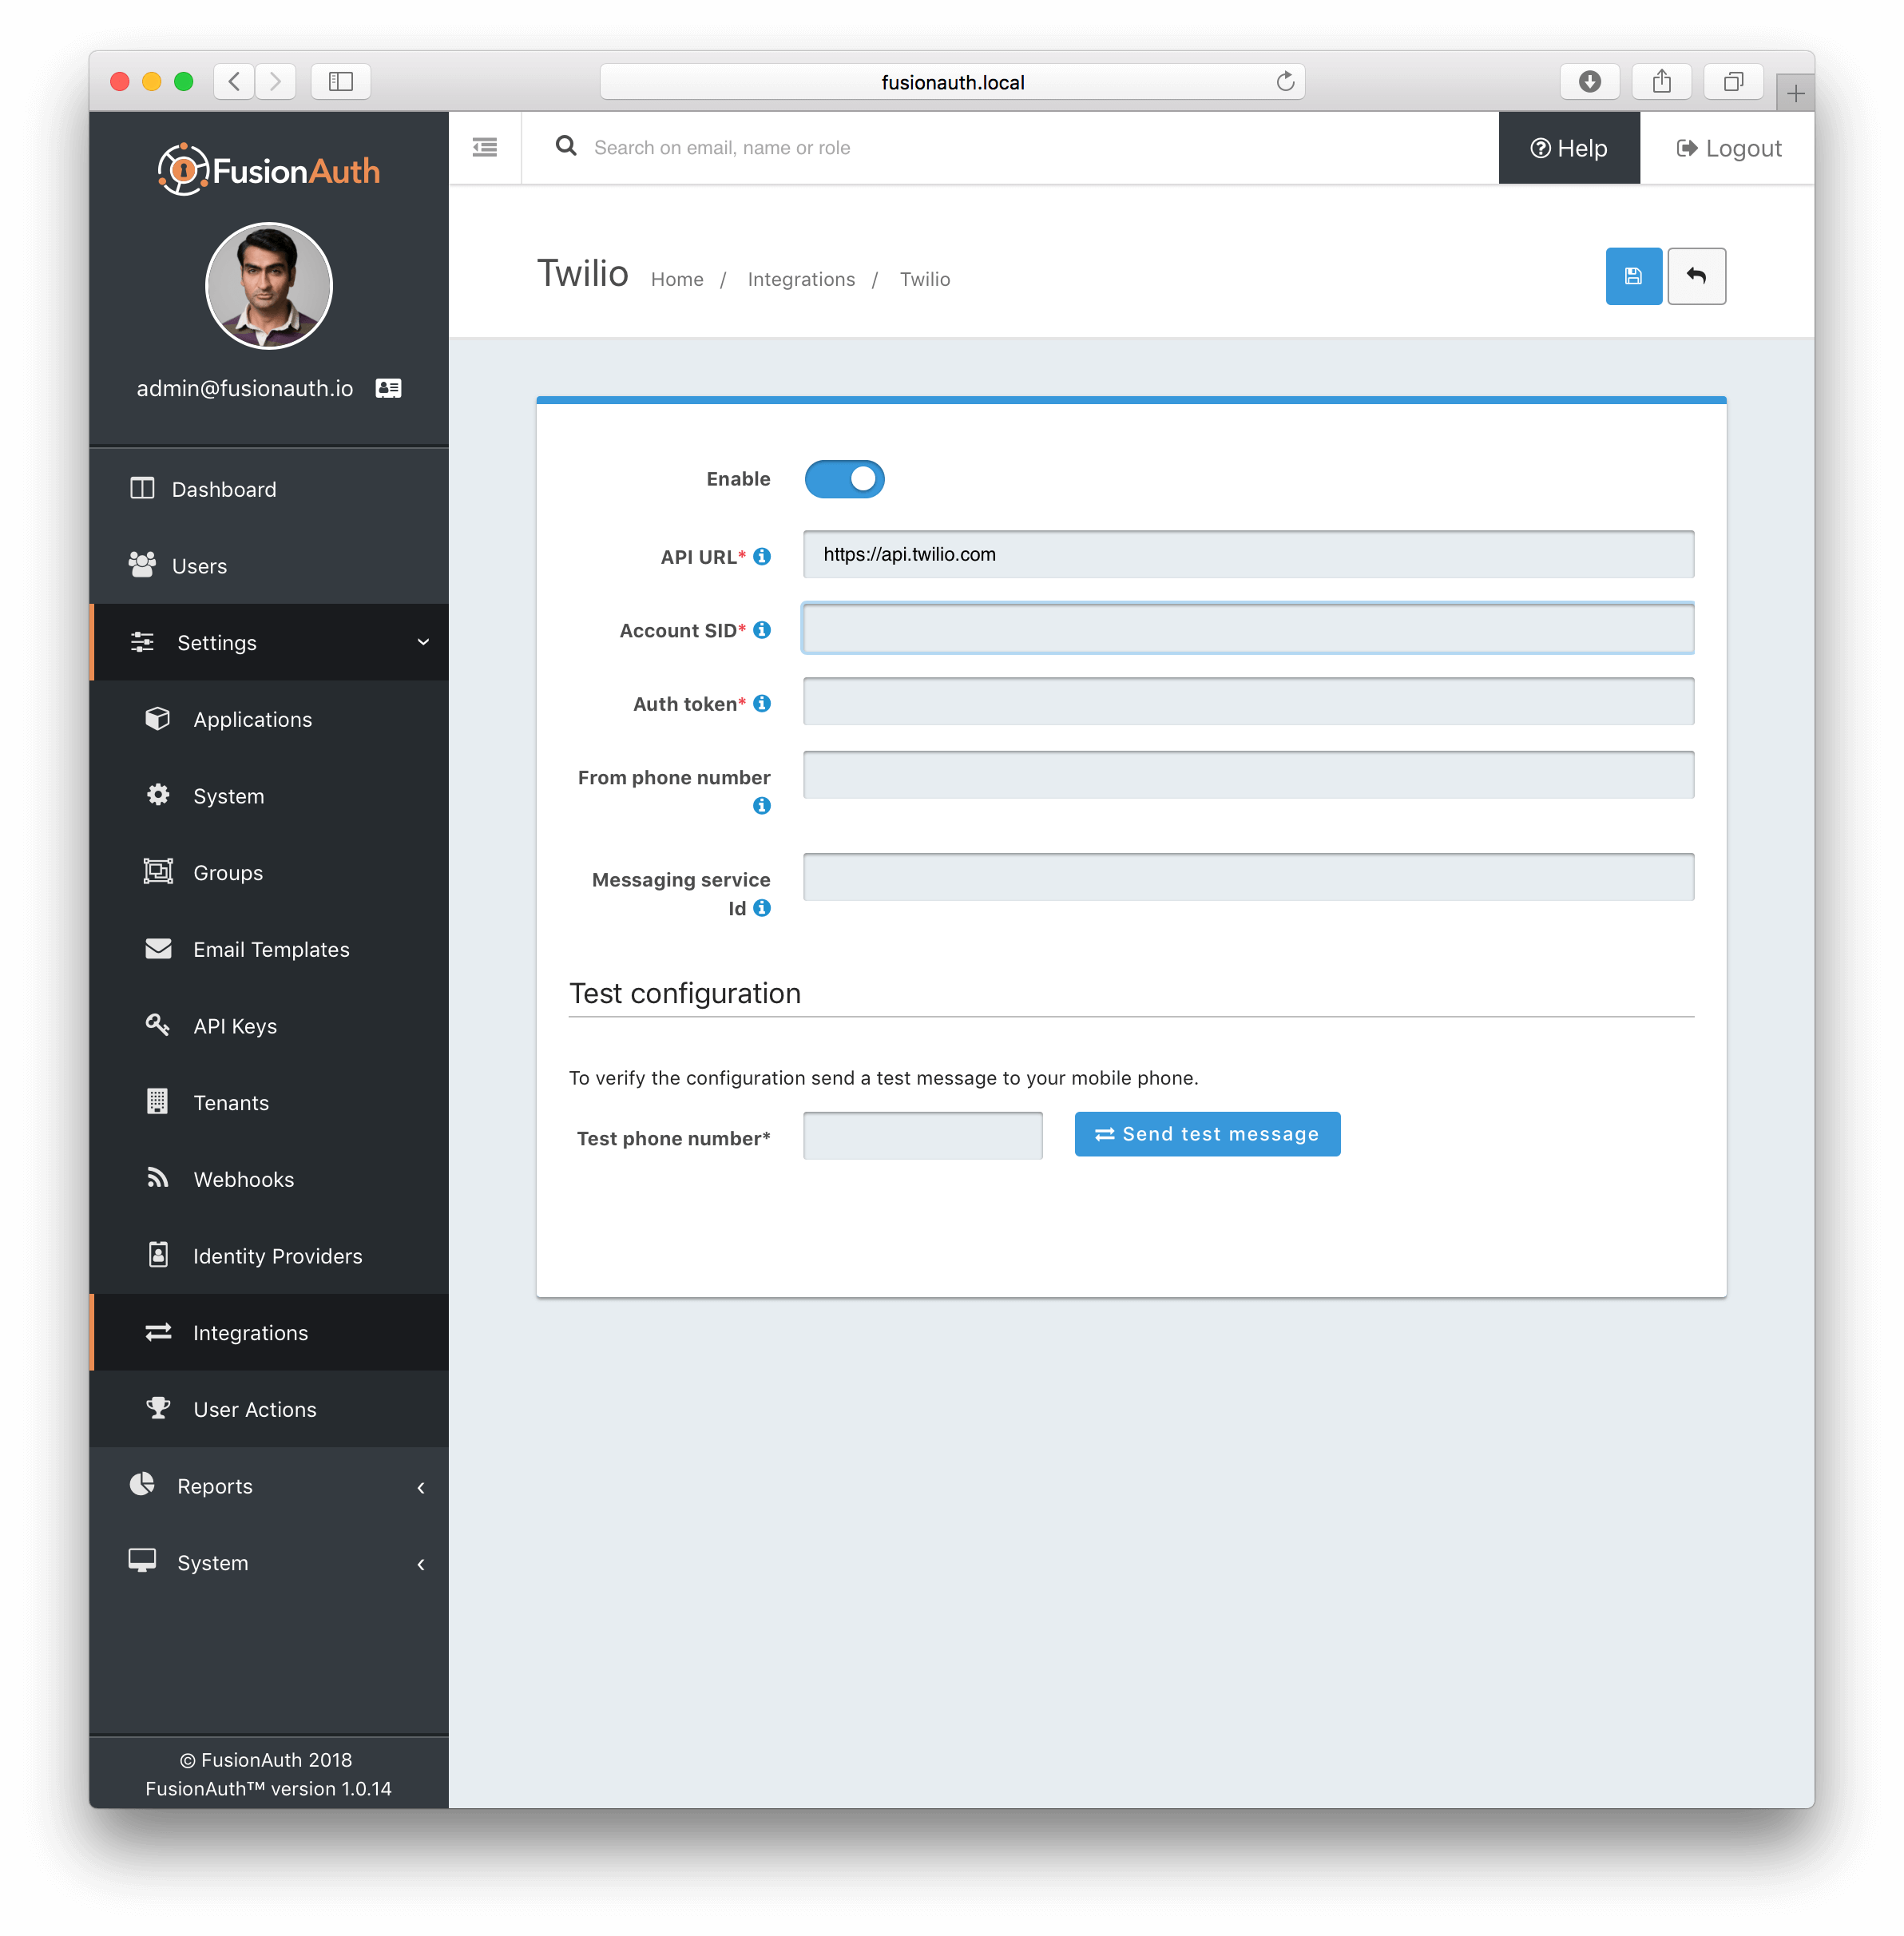 fusionauth.local
FusionAuth
Search on email, name or role
Help
Logout
admin@fusionauth.io
Twilio
Home / Integrations / Twilio
Dashboard
Users
Settings
Applications
System
Groups
Email Templates
API Keys
Tenants
Webhooks
Identity Providers
Integrations
User Actions
Reports
System
© FusionAuth 2018
FusionAuth™ version 1.0.14
Enable
API URL*
https://api.twilio.com
Account SID*
Auth token*
From phone number
Messaging service
Id
Test configuration
To verify the configuration send a test message to your mobile phone.
Test phone number*
Send test message